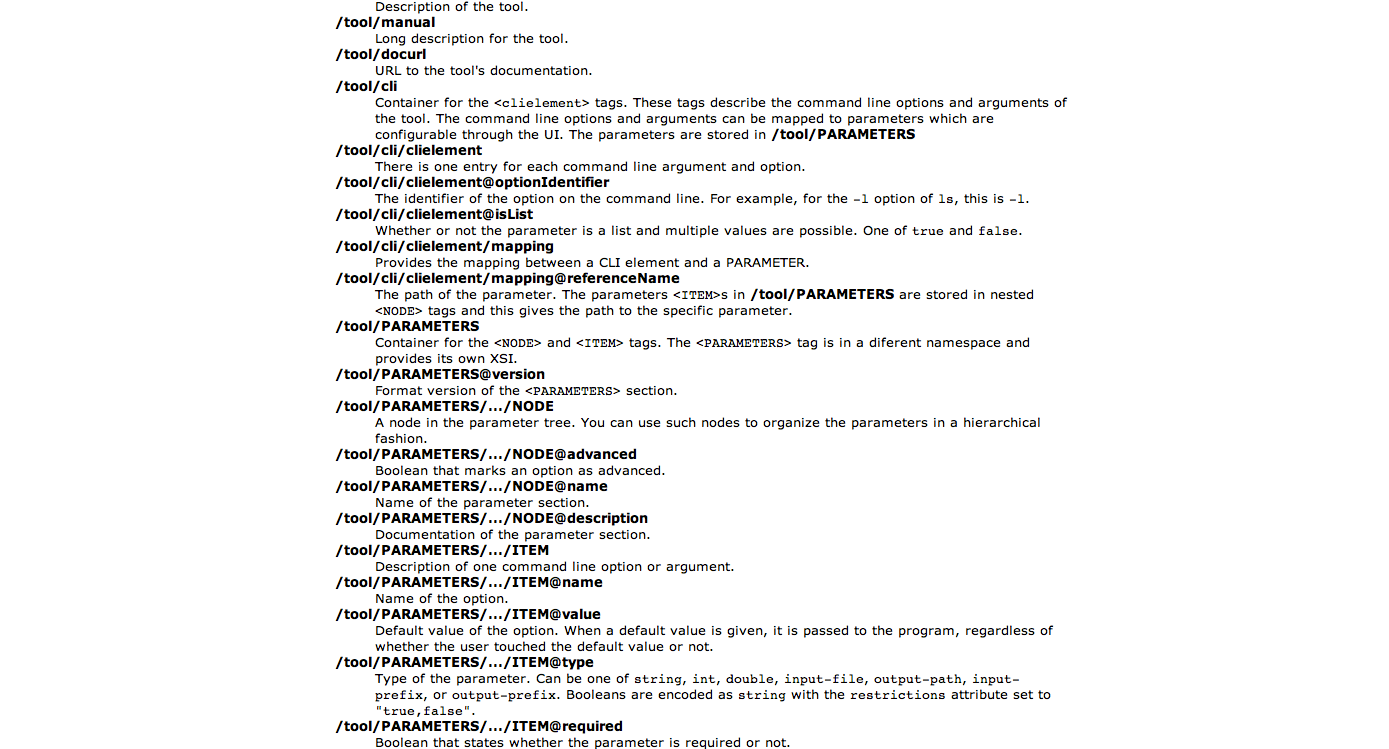 Description of the tool.
/tool/manual
Long description for the tool.
/tool/docurl
URL to the tool's documentation.
/tool/cli
Container for the <clielement> tags. These tags describe the command line options and arguments of
the tool. The command line options and arguments can be mapped to parameters which are
configurable through the UI. The parameters are stored in /tool/PARAMETERS
/tool/cli/clielement
There is one entry for each command line argument and option.
/tool/cli/clielement@optionIdentifier
The identifier of the option on the command line. For example, for the -l option of ls, this is -l.
/tool/cli/clielement@isList
Whether or not the parameter is a list and multiple values are possible. One of true and false.
/tool/cli/clielement/mapping
Provides the mapping between a CLI element and a PARAMETER.
/tool/cli/clielement/mapping@referenceName
The path of the parameter. The parameters <ITEM>s in /tool/PARAMETERS are stored in nested
<NODE> tags and this gives the path to the specific parameter.
/tool/PARAMETERS
Container for the <NODE> and <ITEM> tags. The <PARAMETERS> tag is in a diferent namespace and
provides its own XSI.
/tool/PARAMETERS@version
Format version of the <PARAMETERS> section.
/tool/PARAMETERS/.../NODE
A node in the parameter tree. You can use such nodes to organize the parameters in a hierarchical
fashion.
/tool/PARAMETERS/.../NODE@advanced
Boolean that marks an option as advanced.
/tool/PARAMETERS/.../NODE@name
Name of the parameter section.
/tool/PARAMETERS/.../NODE@description
Documentation of the parameter section.
/tool/PARAMETERS/.../ITEM
Description of one command line option or argument.
/tool/PARAMETERS/.../ITEM@name
Name of the option.
/tool/PARAMETERS/.../ITEM@value
Default value of the option. When a default value is given, it is passed to the program, regardless of
whether the user touched the default value or not.
/tool/PARAMETERS/.../ITEM@type
Type of the parameter. Can be one of string, int, double, input-file, output-path, input-
prefix, or output-prefix. Booleans are encoded as string with the restrictions attribute set to
"true,false".
/tool/PARAMETERS/.../ITEM@required
Boolean that states whether the parameter is required or not.